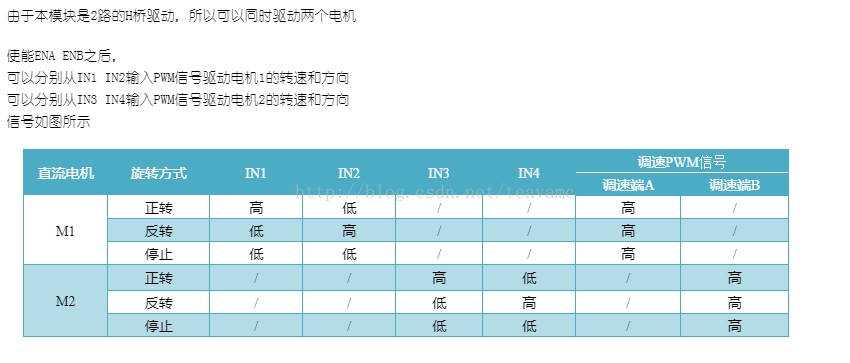 由于本模块是2路的H桥驱动，所以可以同时驱动两个电机
使能ENA ENB之后，
可以分别从IN1 IN2输入PWM信号驱动电机1的转速和方向
可以分别从IN3 IN4输入PWM信号驱动电机2的转速和方向
信号如图所示
直流电机 旋转方式 IN1 IN2 IN3 IN4 调速PWM信号
调速端A 调速端B
http://blog.csdn.net/teavamc
M1
正转 高 低 / / 高 /
反转 低 高 / / 高 /
停止 低 低 / / 高 /
M2
正转 / / 高 低 / 高
反转 / / 低 高 / 高
停止 / / 低 低 / 高